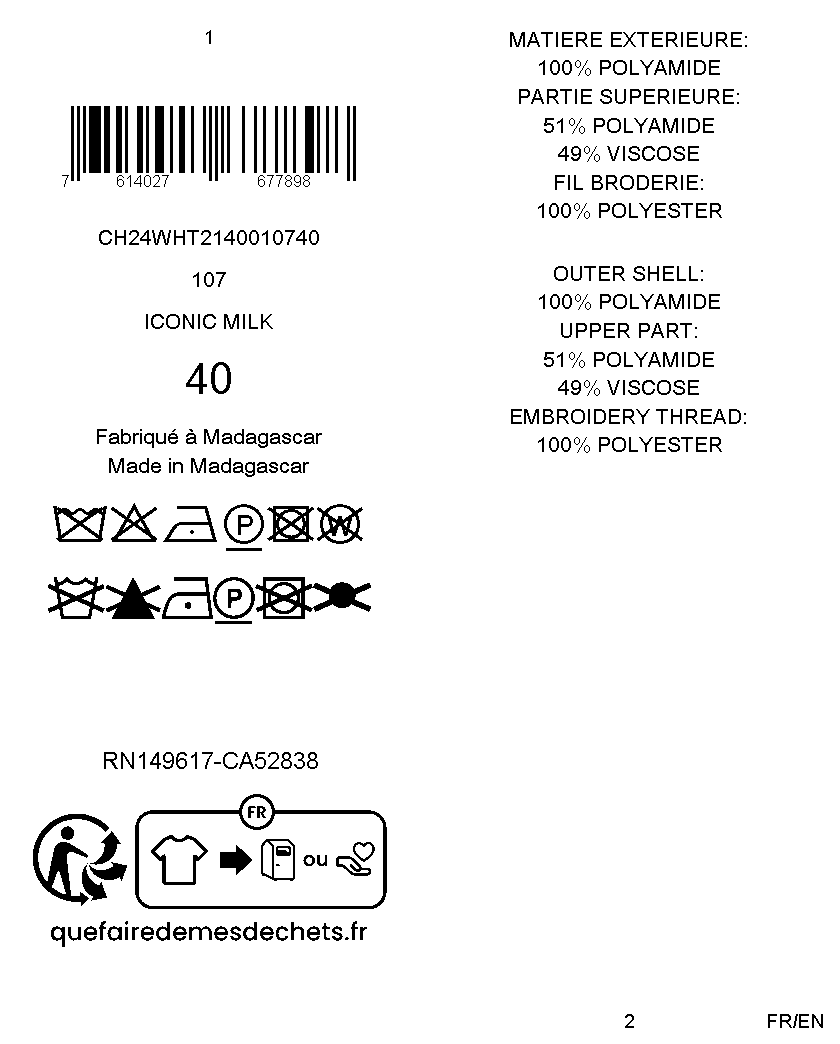 1
7 614027 677898
CH24WHT2140010740
107
ICONIC MILK
40
Fabriqué à Madagascar
Made in Madagascar
P W
P
RN149617-CA52838
FR
ou
quefairedemesdechets.fr
MATIERE EXTERIEURE:
100% POLYAMIDE
PARTIE SUPERIEURE:
51% POLYAMIDE
49% VISCOSE
FIL BRODERIE:
100% POLYESTER
OUTER SHELL:
100% POLYAMIDE
UPPER PART:
51% POLYAMIDE
49% VISCOSE
EMBROIDERY THREAD:
100% POLYESTER
2
FR/EN